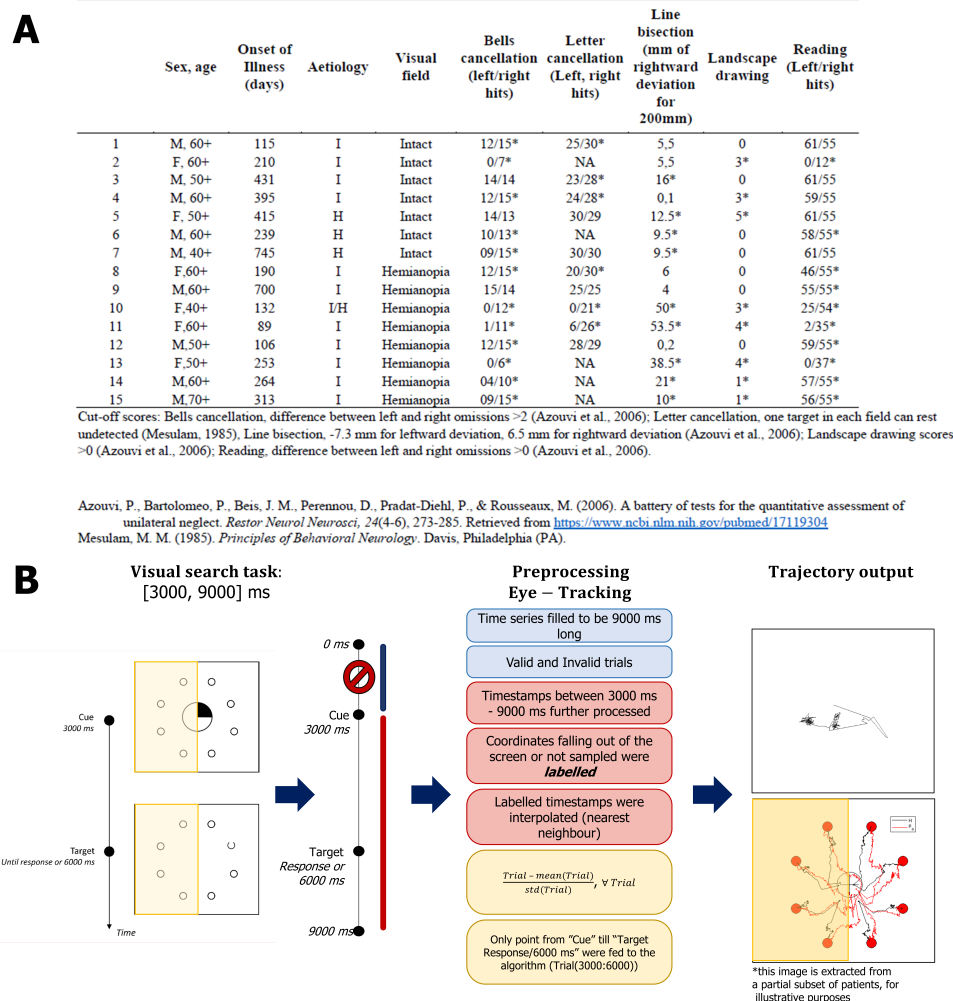 A
Sex, age
Onset of Illness (days)
Aetiology
Visual field
Bells cancellation (left/right hits)
Letter cancellation (Left, right hits)
Line bisection (mm of rightward deviation for 200mm)
Landscape drawing
Reading (Left/right hits)
1 M, 60+ 115 I Intact 12/15* 25/30* 5,5 0 61/55
2 F, 60+ 210 I Intact 0/7* NA 5,5 3* 0/12*
3 M, 50+ 431 I Intact 14/14 23/28* 16* 0 61/55
4 M, 60+ 395 I Intact 12/15* 24/28* 0,1 3* 59/55
5 F, 50+ 415 H Intact 14/13 30/29 12.5* 5* 61/55
6 M, 60+ 239 H Intact 10/13* NA 9.5* 0 58/55*
7 M, 40+ 745 H Intact 09/15* 30/30 9.5* 0 61/55
8 F,60+ 190 I Hemianopia 12/15* 20/30* 6 0 46/55*
9 M,60+ 700 I Hemianopia 15/14 25/25 4 0 55/55*
10 F,40+ 132 I/H Hemianopia 0/12* 0/21* 50* 3* 25/54*
11 F,60+ 89 I Hemianopia 1/11* 6/26* 53.5* 4* 2/35*
12 M,50+ 106 I Hemianopia 12/15* 28/29 0,2 0 59/55*
13 F,50+ 253 I Hemianopia 0/6* NA 38.5* 4* 0/37*
14 M,60+ 264 I Hemianopia 04/10* NA 21* 1* 57/55*
15 M,70+ 313 I Hemianopia 09/15* NA 10* 1* 56/55*
Cut-off scores: Bells cancellation, difference between left and right omissions >2 (Azouvi et al., 2006); Letter cancellation, one target in each field can rest
undetected (Mesulam, 1985), Line bisection, -7.3 mm for leftward deviation, 6.5 mm for rightward deviation (Azouvi et al., 2006); Landscape drawing scores
>0 (Azouvi et al., 2006); Reading, difference between left and right omissions >0 (Azouvi et al., 2006).
Azouvi, P., Bartolomeo, P., Beis, J. M., Perennou, D., Pradat-Diehl, P., & Rousseaux, M. (2006). A battery of tests for the quantitative assessment of
unilateral neglect. Restor Neurol Neurosci, 24(4-6), 273-285. Retrieved from https://www.ncbi.nlm.nih.gov/pubmed/17119304
Mesulam, M. M. (1985). Principles of Behavioral Neurology. Davis, Philadelphia (PA).
B
Visual search task:
[3000, 9000] ms
Cue
3000 ms
Target
Until response or 6000 ms
Time
0 ms
Cue
3000 ms
Target
Response or
6000 ms
9000 ms
Preprocessing
Eye − Tracking
Time series filled to be 9000 ms
long
Valid and Invalid trials
Timestamps between 3000 ms
- 9000 ms further processed
Coordinates falling out of the
screen or not sampled were
labelled
Labelled timestamps were
interpolated (nearest
neighbour)
Trial − mean(Trial)
std(Trial)
, ∀ Trial
Only point from "Cue" till "Target
Response/6000 ms" were fed to the
algorithm (Trial(3000:6000))
Trajectory output
*this image is extracted from
a partial subset of patients, for
illustrative purposes